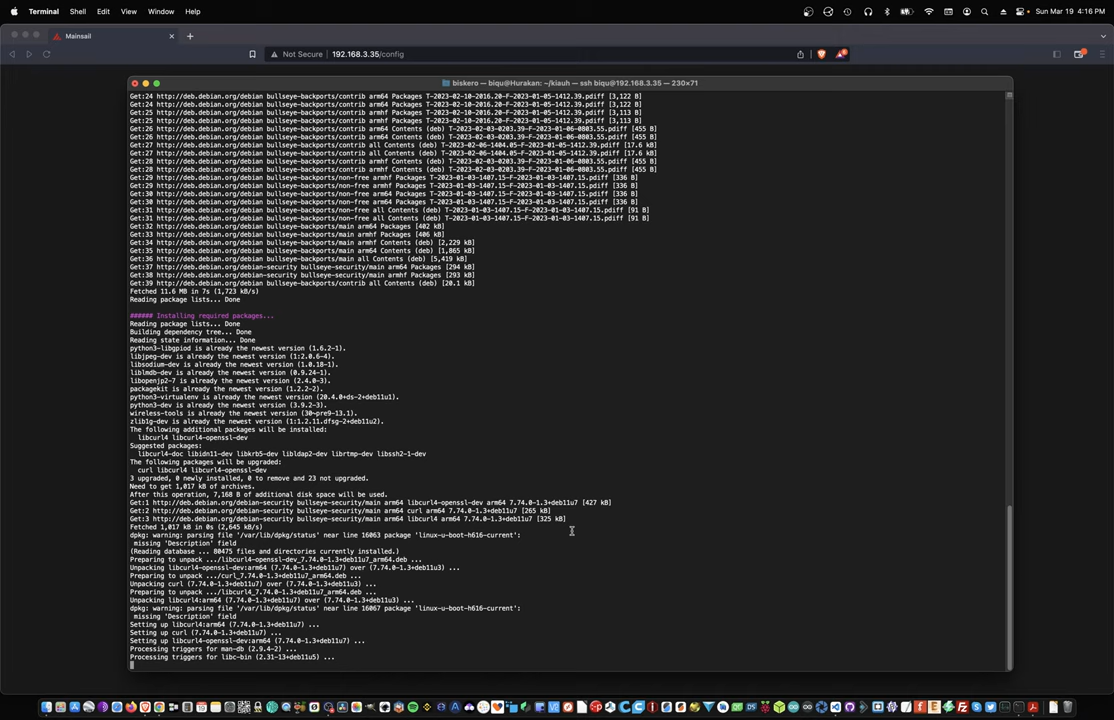 Terminal Shell Edit View Window Help Sun Mar 19 4:16 PM
Mainsail
Not Secure 192.168.3.35/config
biskero — biqu@Hurakan: ~/kiauh — ssh biqu@192.168.3.35 — 230×71
Get:24 http://deb.debian.org/debian bullseye-backports/contrib arm64 Packages T-2023-02-10-2016.20-F-2023-01-05-1412.39.pdiff [3,122 B]
Get:24 http://deb.debian.org/debian bullseye-backports/contrib arm64 Packages T-2023-02-10-2016.20-F-2023-01-05-1412.39.pdiff [3,122 B]
Get:25 http://deb.debian.org/debian bullseye-backports/contrib armhf Packages T-2023-02-10-2016.20-F-2023-01-05-1412.39.pdiff [3,113 B]
Get:25 http://deb.debian.org/debian bullseye-backports/contrib armhf Packages T-2023-02-10-2016.20-F-2023-01-05-1412.39.pdiff [3,113 B]
Get:26 http://deb.debian.org/debian bullseye-backports/contrib arm64 Contents (deb) T-2023-02-03-0203.39-F-2023-01-06-0803.55.pdiff [455 B]
Get:26 http://deb.debian.org/debian bullseye-backports/contrib arm64 Contents (deb) T-2023-02-03-0203.39-F-2023-01-06-0803.55.pdiff [455 B]
Get:27 http://deb.debian.org/debian bullseye-backports/contrib all Contents (deb) T-2023-02-06-1404.05-F-2023-01-05-1412.39.pdiff [17.6 kB]
Get:27 http://deb.debian.org/debian bullseye-backports/contrib all Contents (deb) T-2023-02-06-1404.05-F-2023-01-05-1412.39.pdiff [17.6 kB]
Get:28 http://deb.debian.org/debian bullseye-backports/contrib armhf Contents (deb) T-2023-02-03-0203.39-F-2023-01-06-0803.55.pdiff [455 B]
Get:28 http://deb.debian.org/debian bullseye-backports/contrib armhf Contents (deb) T-2023-02-03-0203.39-F-2023-01-06-0803.55.pdiff [455 B]
Get:29 http://deb.debian.org/debian bullseye-backports/non-free armhf Packages T-2023-01-03-1407.15-F-2023-01-03-1407.15.pdiff [336 B]
Get:29 http://deb.debian.org/debian bullseye-backports/non-free armhf Packages T-2023-01-03-1407.15-F-2023-01-03-1407.15.pdiff [336 B]
Get:30 http://deb.debian.org/debian bullseye-backports/non-free arm64 Packages T-2023-01-03-1407.15-F-2023-01-03-1407.15.pdiff [336 B]
Get:30 http://deb.debian.org/debian bullseye-backports/non-free arm64 Packages T-2023-01-03-1407.15-F-2023-01-03-1407.15.pdiff [336 B]
Get:31 http://deb.debian.org/debian bullseye-backports/non-free all Contents (deb) T-2023-01-03-1407.15-F-2023-01-03-1407.15.pdiff [91 B]
Get:31 http://deb.debian.org/debian bullseye-backports/non-free all Contents (deb) T-2023-01-03-1407.15-F-2023-01-03-1407.15.pdiff [91 B]
Get:32 http://deb.debian.org/debian bullseye-backports/main arm64 Packages [402 kB]
Get:33 http://deb.debian.org/debian bullseye-backports/main armhf Packages [406 kB]
Get:34 http://deb.debian.org/debian bullseye-backports/main armhf Contents (deb) [2,229 kB]
Get:35 http://deb.debian.org/debian bullseye-backports/main arm64 Contents (deb) [1,865 kB]
Get:36 http://deb.debian.org/debian bullseye-backports/main all Contents (deb) [5,419 kB]
Get:37 http://deb.debian.org/debian-security bullseye-security/main arm64 Packages [294 kB]
Get:38 http://deb.debian.org/debian-security bullseye-security/main armhf Packages [293 kB]
Get:39 http://deb.debian.org/debian bullseye-backports/contrib all Contents (deb) [20.1 kB]
Fetched 11.6 MB in 7s (1,723 kB/s)
Reading package lists... Done
###### Installing required packages...
Reading package lists... Done
Building dependency tree... Done
Reading state information... Done
python3-libgpiod is already the newest version (1.6.2-1).
libjpeg-dev is already the newest version (1:2.0.6-4).
libsodium-dev is already the newest version (1.0.18-1).
liblmdb-dev is already the newest version (0.9.24-1).
libopenjp2-7 is already the newest version (2.4.0-3).
packagekit is already the newest version (1.2.2-2).
python3-virtualenv is already the newest version (20.4.0+ds-2+deb11u1).
python3-dev is already the newest version (3.9.2-3).
wireless-tools is already the newest version (30~pre9-13.1).
zlib1g-dev is already the newest version (1:1.2.11.dfsg-2+deb11u2).
The following additional packages will be installed:
libcurl4 libcurl4-openssl-dev
Suggested packages:
libcurl4-doc libidn11-dev libkrb5-dev libldap2-dev librtmp-dev libssh2-1-dev
The following packages will be upgraded:
curl libcurl4 libcurl4-openssl-dev
3 upgraded, 0 newly installed, 0 to remove and 23 not upgraded.
Need to get 1,017 kB of archives.
After this operation, 7,168 B of additional disk space will be used.
Get:1 http://deb.debian.org/debian-security bullseye-security/main arm64 libcurl4-openssl-dev arm64 7.74.0-1.3+deb11u7 [427 kB]
Get:2 http://deb.debian.org/debian-security bullseye-security/main arm64 curl arm64 7.74.0-1.3+deb11u7 [265 kB]
Get:3 http://deb.debian.org/debian-security bullseye-security/main arm64 libcurl4 arm64 7.74.0-1.3+deb11u7 [325 kB]
Fetched 1,017 kB in 0s (2,645 kB/s)
dpkg: warning: parsing file '/var/lib/dpkg/status' near line 16063 package 'linux-u-boot-h616-current':
missing 'Description' field
(Reading database ... 80475 files and directories currently installed.)
Preparing to unpack .../libcurl4-openssl-dev_7.74.0-1.3+deb11u7_arm64.deb ...
Unpacking libcurl4-openssl-dev:arm64 (7.74.0-1.3+deb11u7) over (7.74.0-1.3+deb11u3) ...
Preparing to unpack .../curl_7.74.0-1.3+deb11u7_arm64.deb ...
Unpacking curl (7.74.0-1.3+deb11u7) over (7.74.0-1.3+deb11u3) ...
Preparing to unpack .../libcurl4_7.74.0-1.3+deb11u7_arm64.deb ...
Unpacking libcurl4:arm64 (7.74.0-1.3+deb11u7) over (7.74.0-1.3+deb11u3) ...
dpkg: warning: parsing file '/var/lib/dpkg/status' near line 16067 package 'linux-u-boot-h616-current':
missing 'Description' field
Setting up libcurl4:arm64 (7.74.0-1.3+deb11u7) ...
Setting up curl (7.74.0-1.3+deb11u7) ...
Setting up libcurl4-openssl-dev:arm64 (7.74.0-1.3+deb11u7) ...
Processing triggers for man-db (2.9.4-2) ...
Processing triggers for libc-bin (2.31-13+deb11u5) ...